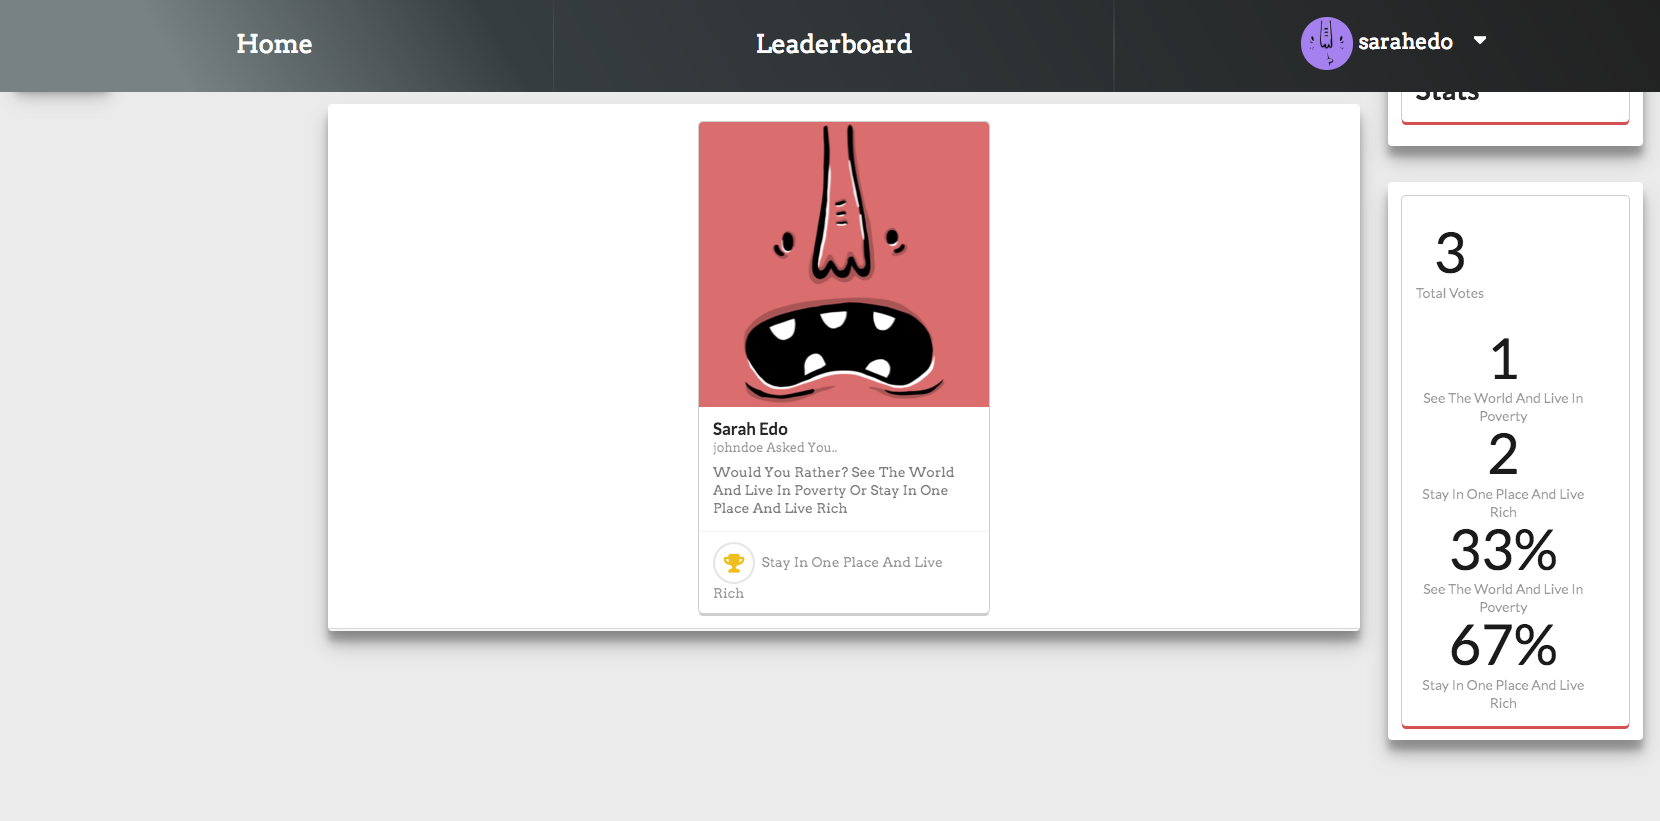 Home
Leaderboard
sarahedo
Stats
Sarah Edo
johndoe Asked You..
Would You Rather? See The World
And Live In Poverty Or Stay In One
Place And Live Rich
Stay In One Place And Live
Rich
3
Total Votes
1
See The World And Live In
Poverty
2
Stay In One Place And Live
Rich
33%
See The World And Live In
Poverty
67%
Stay In One Place And Live
Rich